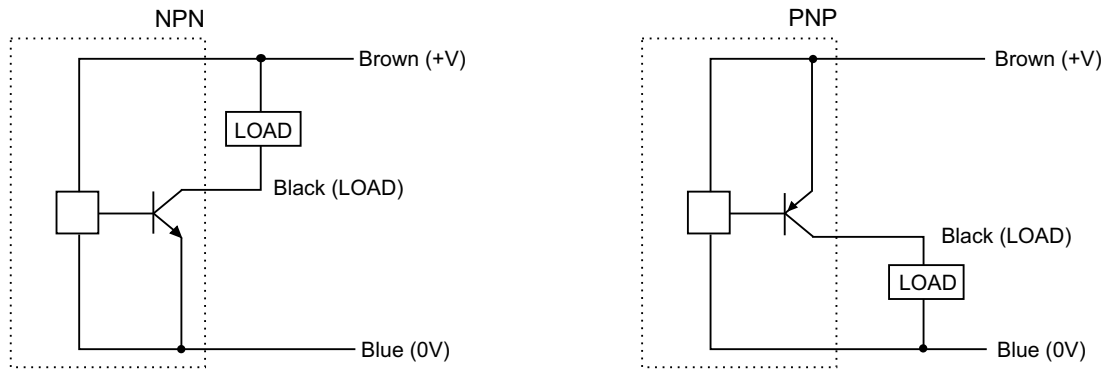 NPN
Brown (+V)
LOAD
Black (LOAD)
Blue (0V)
PNP
Brown (+V)
Black (LOAD)
LOAD
Blue (0V)